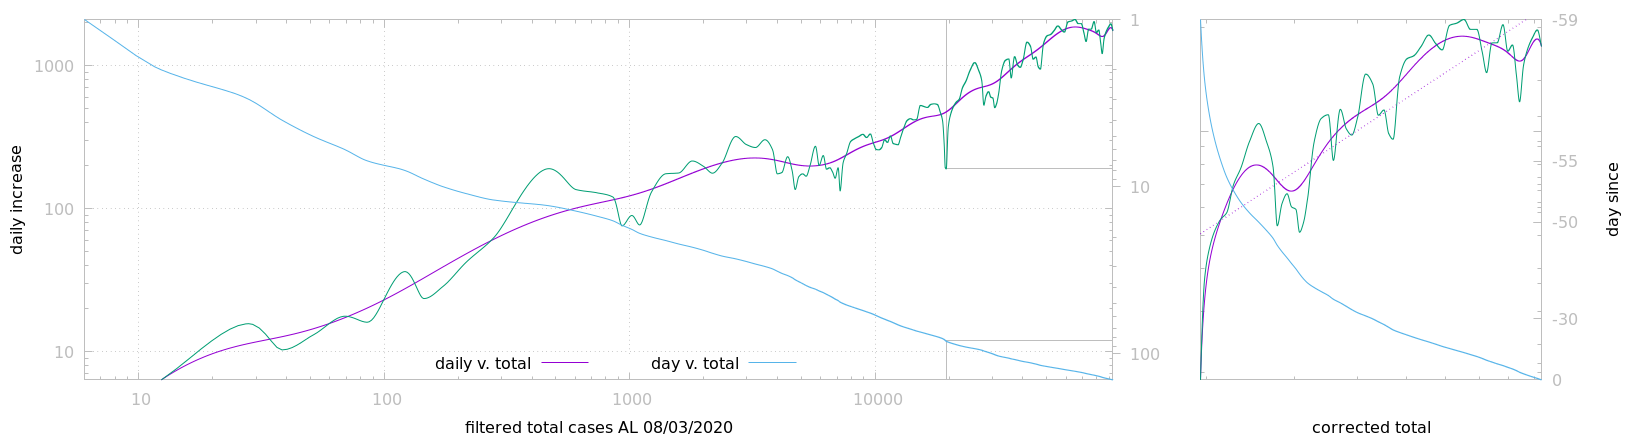 1000
100
10
daily increase
10
100
1000
10000
filtered total cases AL 08/03/2020
daily v. total
day v. total
1
10
100
-59
-55
-50
-30
0
day since
corrected total